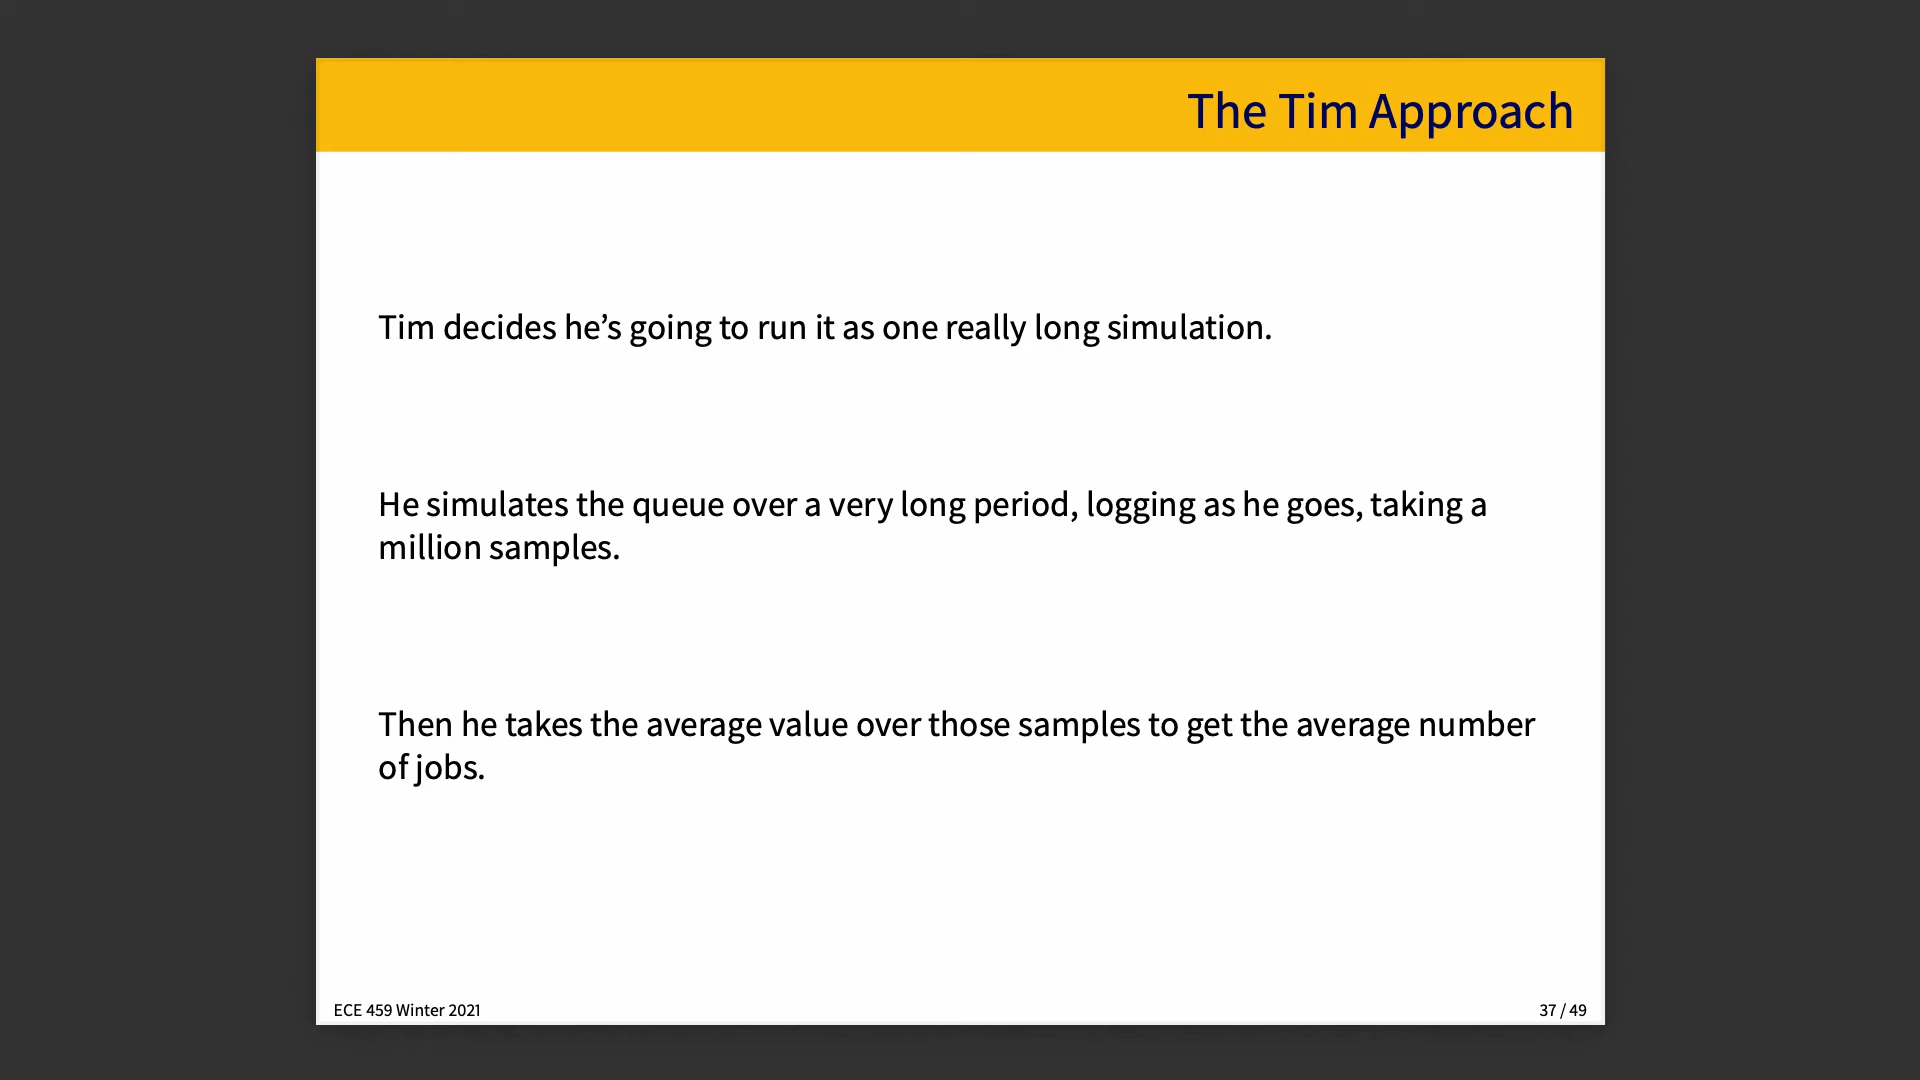 The Tim Approach
Tim decides he’s going to run it as one really long simulation.
He simulates the queue over a very long period, logging as he goes, taking a
million samples.
Then he takes the average value over those samples to get the average number
of jobs.
ECE 459 Winter 2021
37 / 49